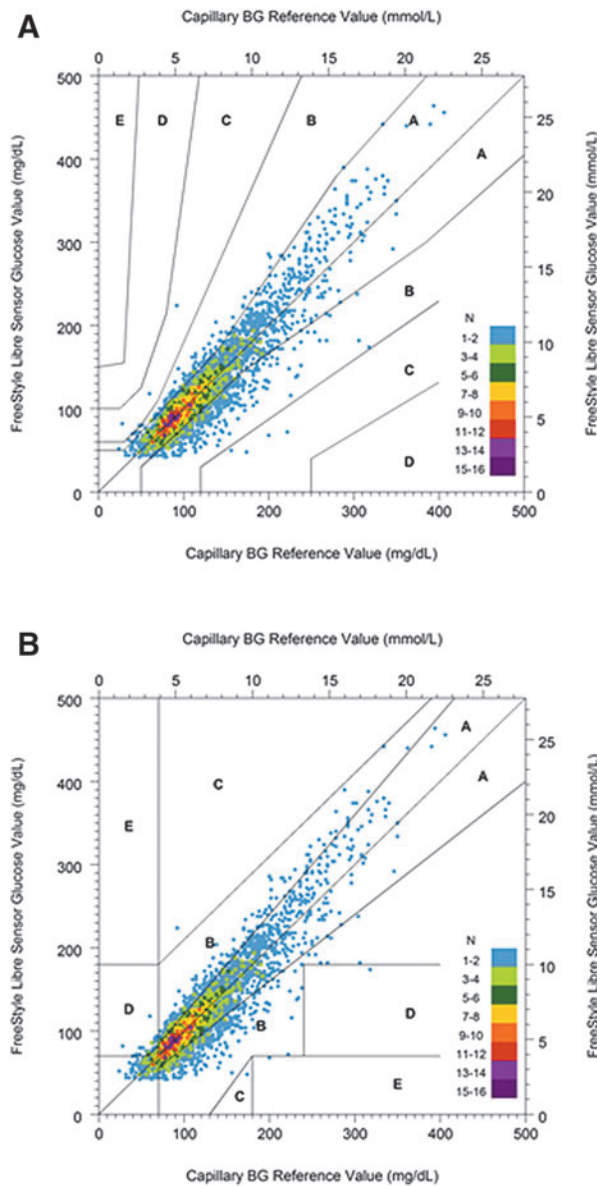 A
Capillary BG Reference Value (mmol/L)
0 5 10 15 20 25
FreeStyle Libre Sensor Glucose Value (mg/dL)
500
400
300
200
100
0
E D C B A
A
B
C
D
N
1-2
3-4
5-6
7-8
9-10
11-12
13-14
15-16
25
20
15
10
5
0
FreeStyle Libre Sensor Glucose Value (mmol/L)
0 100 200 300 400 500
Capillary BG Reference Value (mg/dL)
B
Capillary BG Reference Value (mmol/L)
0 5 10 15 20 25
FreeStyle Libre Sensor Glucose Value (mg/dL)
500
400
300
200
100
0
A
C A
E
B
D B D
C E
N
1-2
3-4
5-6
7-8
9-10
11-12
13-14
15-16
25
20
15
10
5
0
FreeStyle Libre Sensor Glucose Value (mmol/L)
0 100 200 300 400 500
Capillary BG Reference Value (mg/dL)